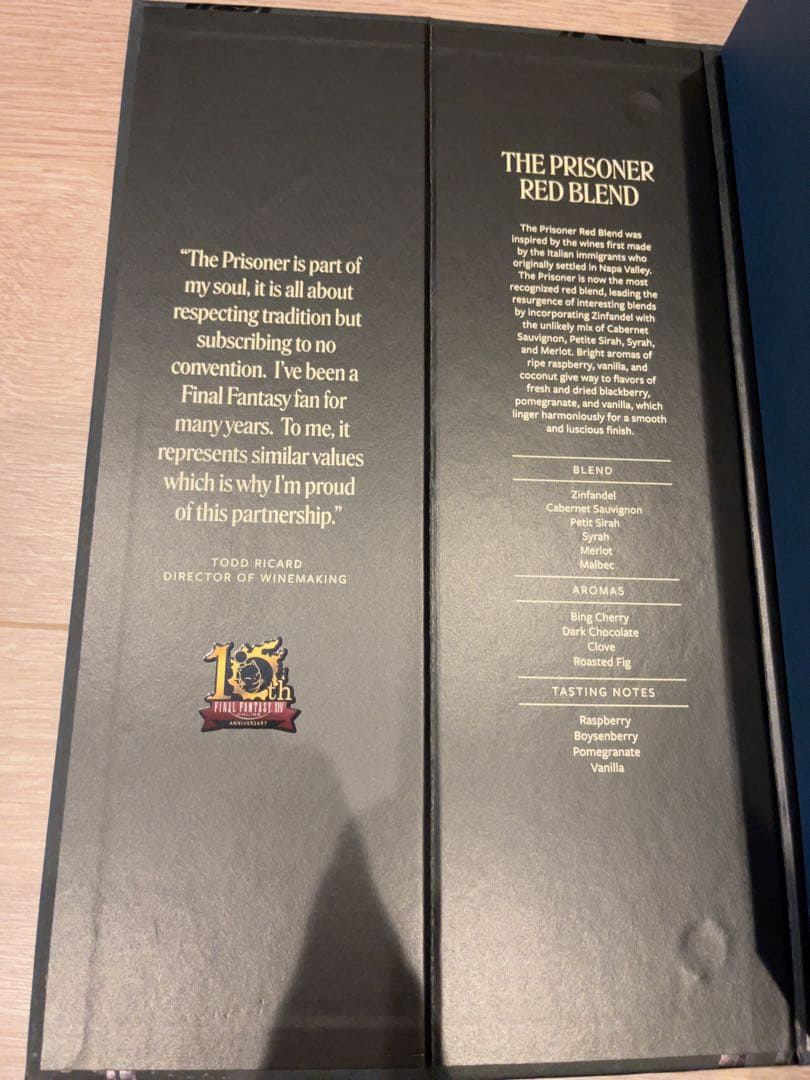 “The Prisoner is part of
my soul, it is all about
respecting tradition but
subscribing to no
convention. I've been a
Final Fantasy fan for
many years. To me, it
represents similar values
which is why I'm proud
of this partnership.”
TODD RICARD
DIRECTOR OF WINEMAKING
10th
FINAL FANTASY XIV
ONLINE
ANNIVERSARY
THE PRISONER
RED BLEND
The Prisoner Red Blend was
inspired by the wines first made
by the Italian immigrants who
originally settled in Napa Valley.
The Prisoner is now the most
recognized red blend, leading the
resurgence of interesting blends
by incorporating Zinfandel with
the unlikely mix of Cabernet
Sauvignon, Petite Sirah, Syrah,
and Merlot. Bright aromas of
ripe raspberry, vanilla, and
coconut give way to flavors of
fresh and dried blackberry,
pomegranate, and vanilla, which
linger harmoniously for a smooth
and luscious finish.
BLEND
Zinfandel
Cabernet Sauvignon
Petit Sirah
Syrah
Merlot
Malbec
AROMAS
Bing Cherry
Dark Chocolate
Clove
Roasted Fig
TASTING NOTES
Raspberry
Boysenberry
Pomegranate
Vanilla